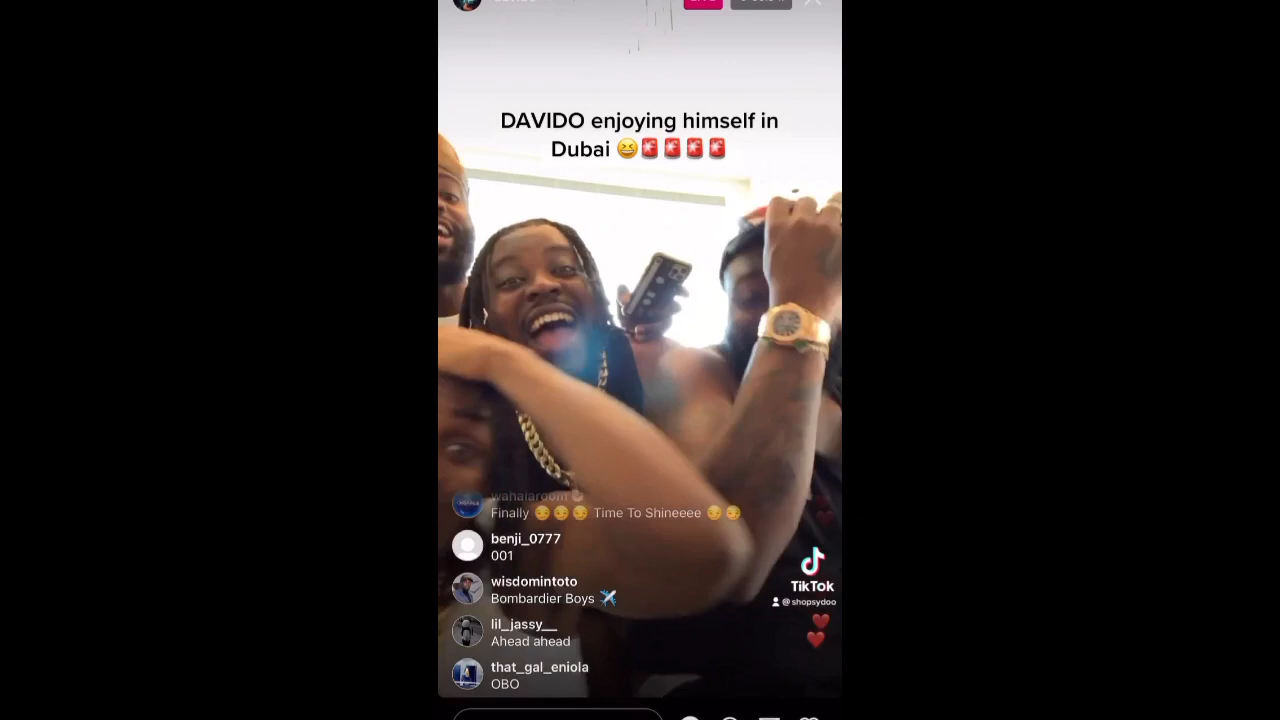 DAVIDO enjoying himself in
Dubai 😆🚨🚨🚨🚨
wahalaroom
Finally 😏😏😏 Time To Shineeee 😏😏
benji_0777
001
wisdomintoto
Bombardier Boys ✈️
lil_jassy__
Ahead ahead
that_gal_eniola
OBO
TikTok
@shopsydoo